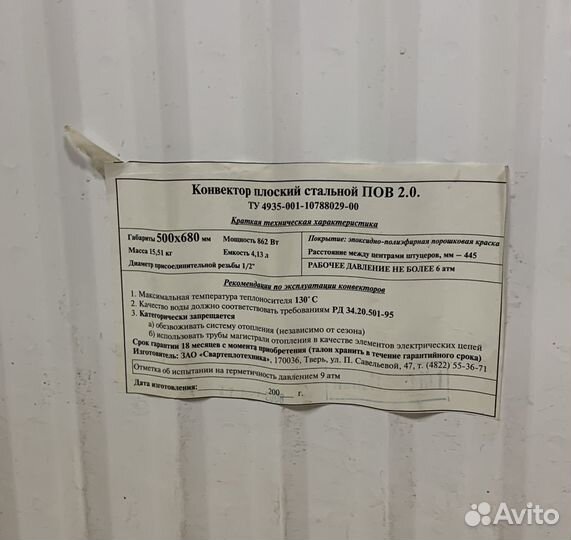 Конвектор плоский стальной ПОВ 2.0.
ТУ 4935-001-10788029-00
Краткая техническая характеристика
Габариты 500х680 мм Мощность 862 Вт
Масса 15,51 кг Емкость 4,13 л
Диаметр присоединительной резьбы 1/2"
Покрытие: эпоксидно-полиэфирная порошковая краска
Расстояние между центрами штуцеров, мм — 445
РАБОЧЕЕ ДАВЛЕНИЕ НЕ БОЛЕЕ 6 атм
Рекомендации по эксплуатации конвекторов
1. Максимальная температура теплоносителя 130°С
2. Качество воды должно соответствовать требованиям РД 34.20.501-95
3. Категорически запрещается
а) обезвоживать систему отопления (независимо от сезона)
б) использовать трубы магистрали отопления в качестве элементов электрических цепей
Срок гарантии 18 месяцев с момента приобретения (талон хранить в течение гарантийного срока)
Изготовитель: ЗАО «Свартеплотехника», 170036, Тверь, ул. П. Савельевой, 47, т. (4822) 55-36-71
Отметка об испытании на герметичность давлением 9 атм
Дата изготовления: 200 г.
Avito